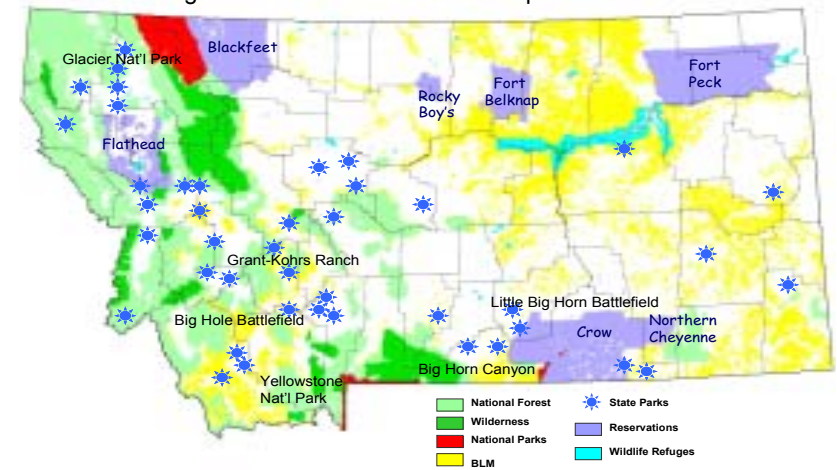 Glacier Nat'l Park
Blackfeet
Fort
Peck
Rocky
Boy's
Fort
Belknap
Flathead
Grant-Kohrs Ranch
Big Hole Battlefield
Little Big Horn Battlefield
Crow
Northern
Cheyenne
Big Horn Canyon
Yellowstone
Nat'l Park
National Forest
Wilderness
National Parks
BLM
State Parks
Reservations
Wildlife Refuges